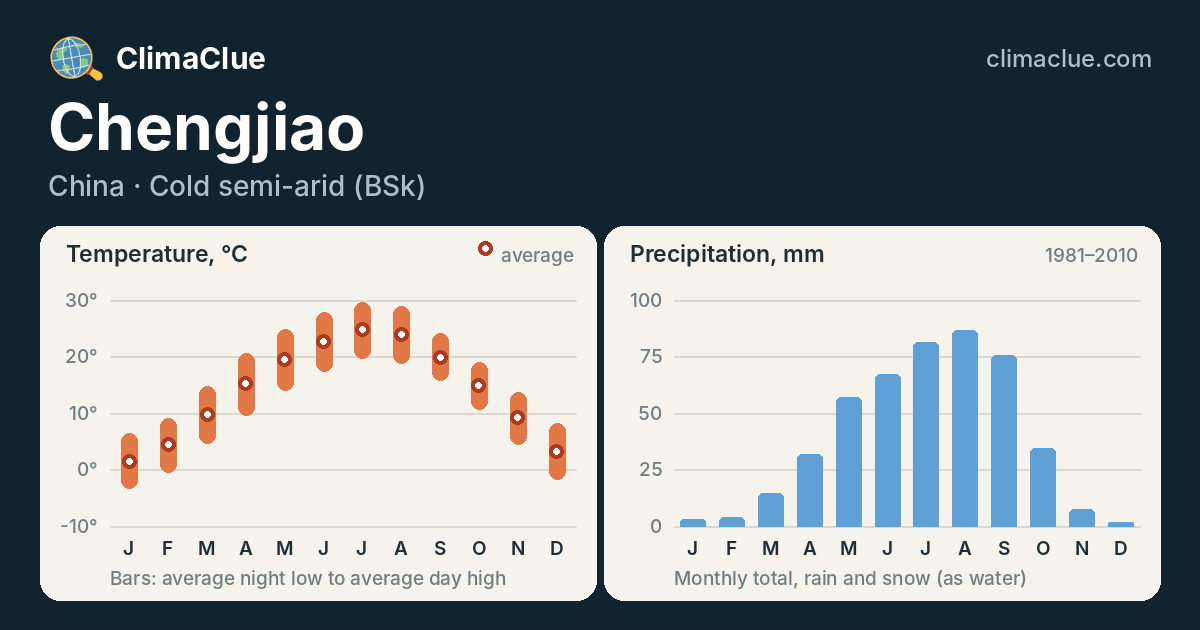 ClimaClue
climaclue.com
Chengjiao
China · Cold semi-arid (BSk)
Temperature, °C
average
30°
20°
10°
0°
-10°
J F M A M J J A S O N D
Bars: average night low to average day high
Precipitation, mm
1981–2010
100
75
50
25
0
J F M A M J J A S O N D
Monthly total, rain and snow (as water)